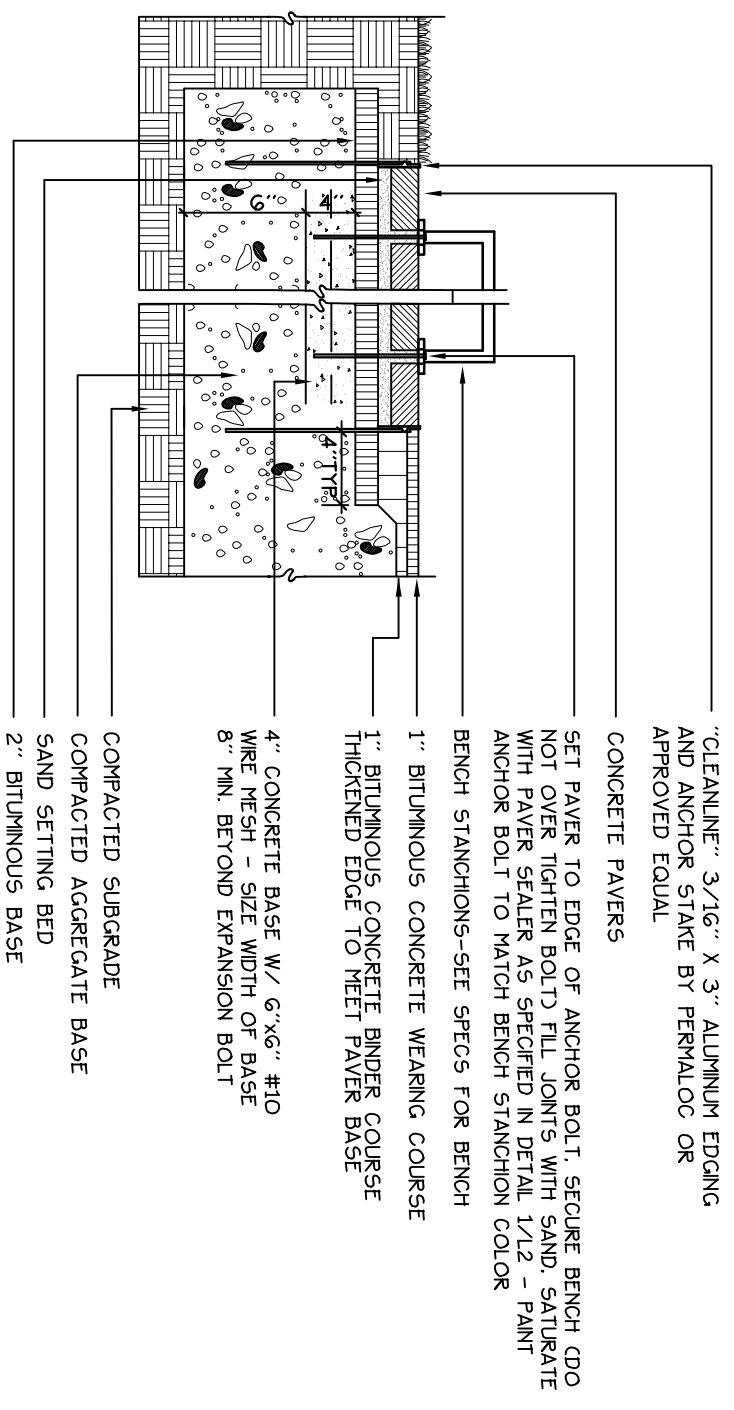 "CLEANLINE" 3/16" X 3" ALUMINUM EDGING
AND ANCHOR STAKE BY PERMALOC OR
APPROVED EQUAL
CONCRETE PAVERS
SET PAVER TO EDGE OF ANCHOR BOLT, SECURE BENCH (DO
NOT OVER TIGHTEN BOLT) FILL JOINTS WITH SAND, SATURATE
WITH PAVER SEALER AS SPECIFIED IN DETAIL 1/L2 - PAINT
ANCHOR BOLT TO MATCH BENCH STANCHION COLOR
BENCH STANCHIONS-SEE SPECS FOR BENCH
1" BITUMINOUS CONCRETE WEARING COURSE
1" BITUMINOUS CONCRETE BINDER COURSE
THICKENED EDGE TO MEET PAVER BASE
4" CONCRETE BASE W/ 6"x6" #10
WIRE MESH - SIZE WIDTH OF BASE
8" MIN. BEYOND EXPANSION BOLT
COMPACTED SUBGRADE
COMPACTED AGGREGATE BASE
SAND SETTING BED
2" BITUMINOUS BASE
4"
6"
4"TYP